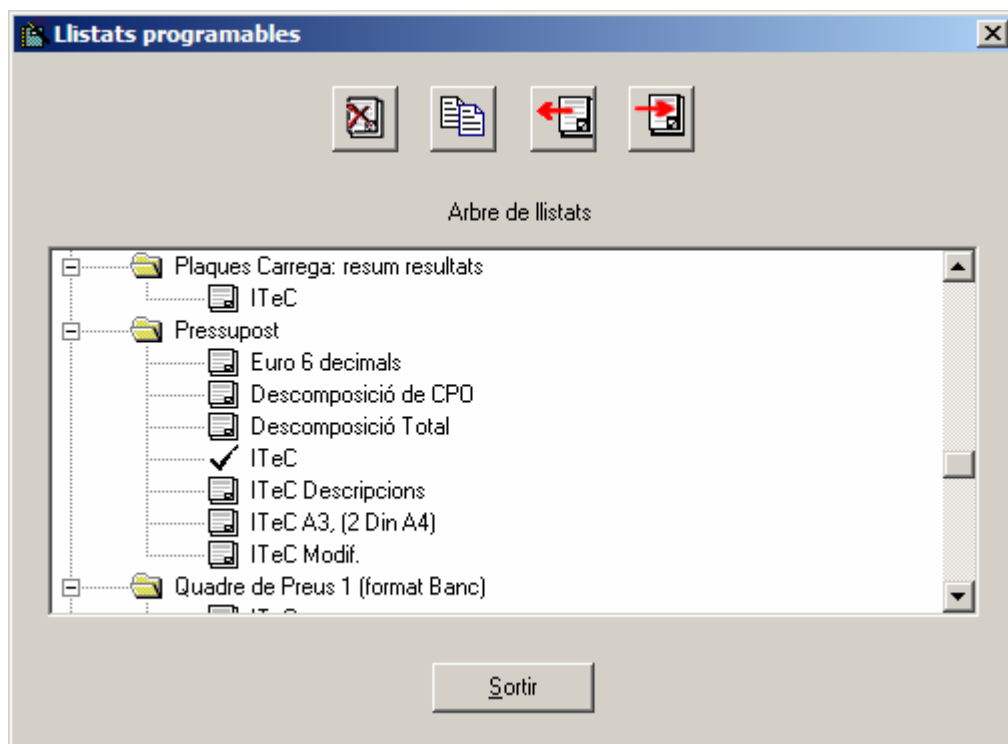 Llistats programables
Arbre de llistats
Plaques Carrega: resum resultats
ITeC
Pressupost
Euro 6 decimals
Descomposició de CPO
Descomposició Total
ITeC
ITeC Descripcions
ITeC A3, (2 Din A4)
ITeC Modif.
Quadre de Preus 1 (format Banc)
Sortir